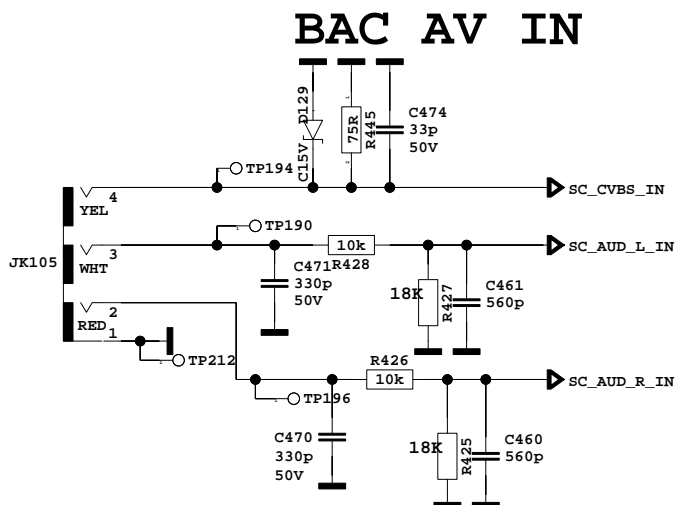 BAC AV IN
D129
C15V
75R
R445
C474
33p
50V
TP194
4
YEL
SC_CVBS_IN
TP190
JK105
3
WHT
10k
R428
SC_AUD_L_IN
C471
330p
50V
18K
R427
C461
560p
2
RED
1
TP212
R426
10k
SC_AUD_R_IN
TP196
C470
330p
50V
18K
R425
C460
560p